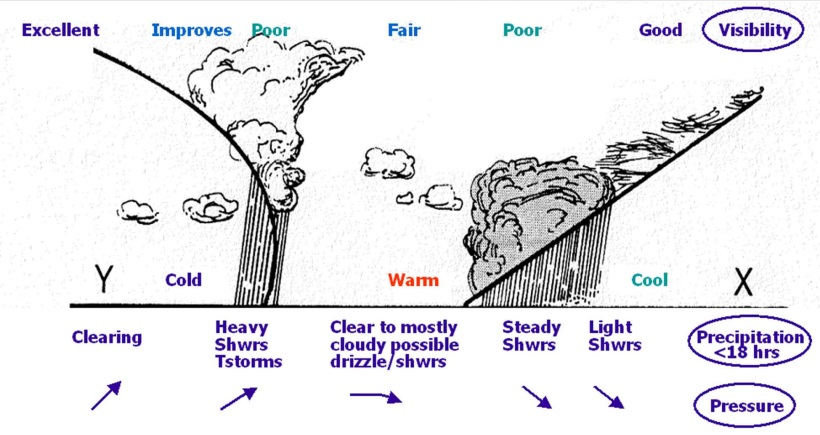 Excellent Improves Poor Fair Poor Good Visibility
Y Cold Warm Cool X
Clearing
Heavy
Shwrs
Tstorms
Clear to mostly
cloudy possible
drizzle/shwrs
Steady
Shwrs
Light
Shwrs
Precipitation
<18 hrs
Pressure